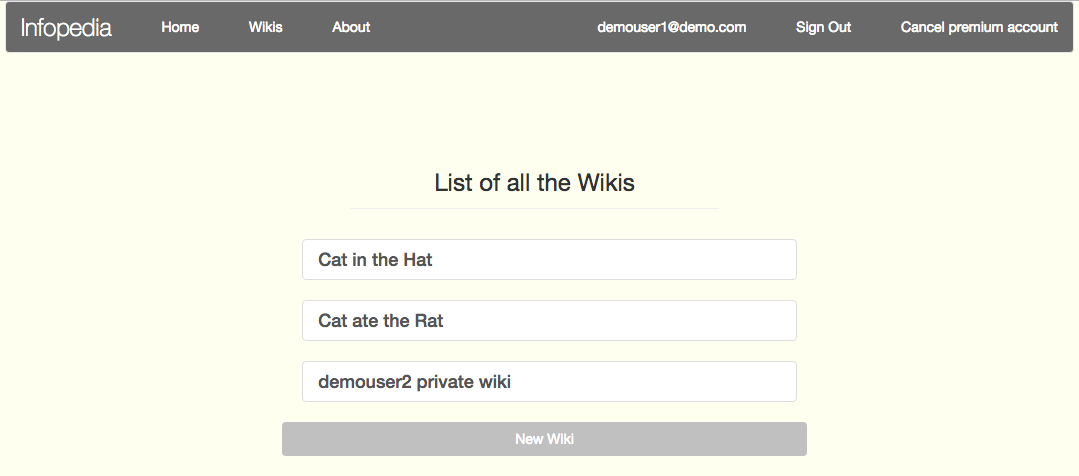 Infopedia Home Wikis About demouser1@demo.com Sign Out Cancel premium account
List of all the Wikis
Cat in the Hat
Cat ate the Rat
demouser2 private wiki
New Wiki